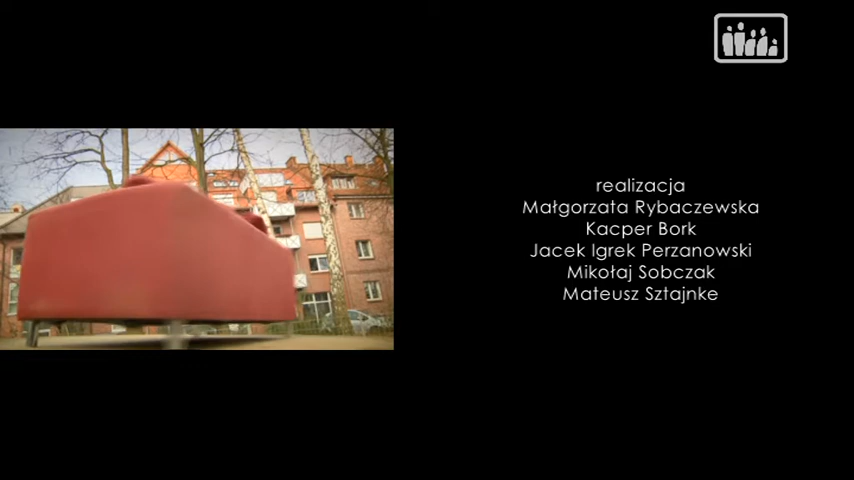 realizacja
Małgorzata Rybaczewska
Kacper Bork
Jacek Igrek Perzanowski
Mikołaj Sobczak
Mateusz Sztajnke